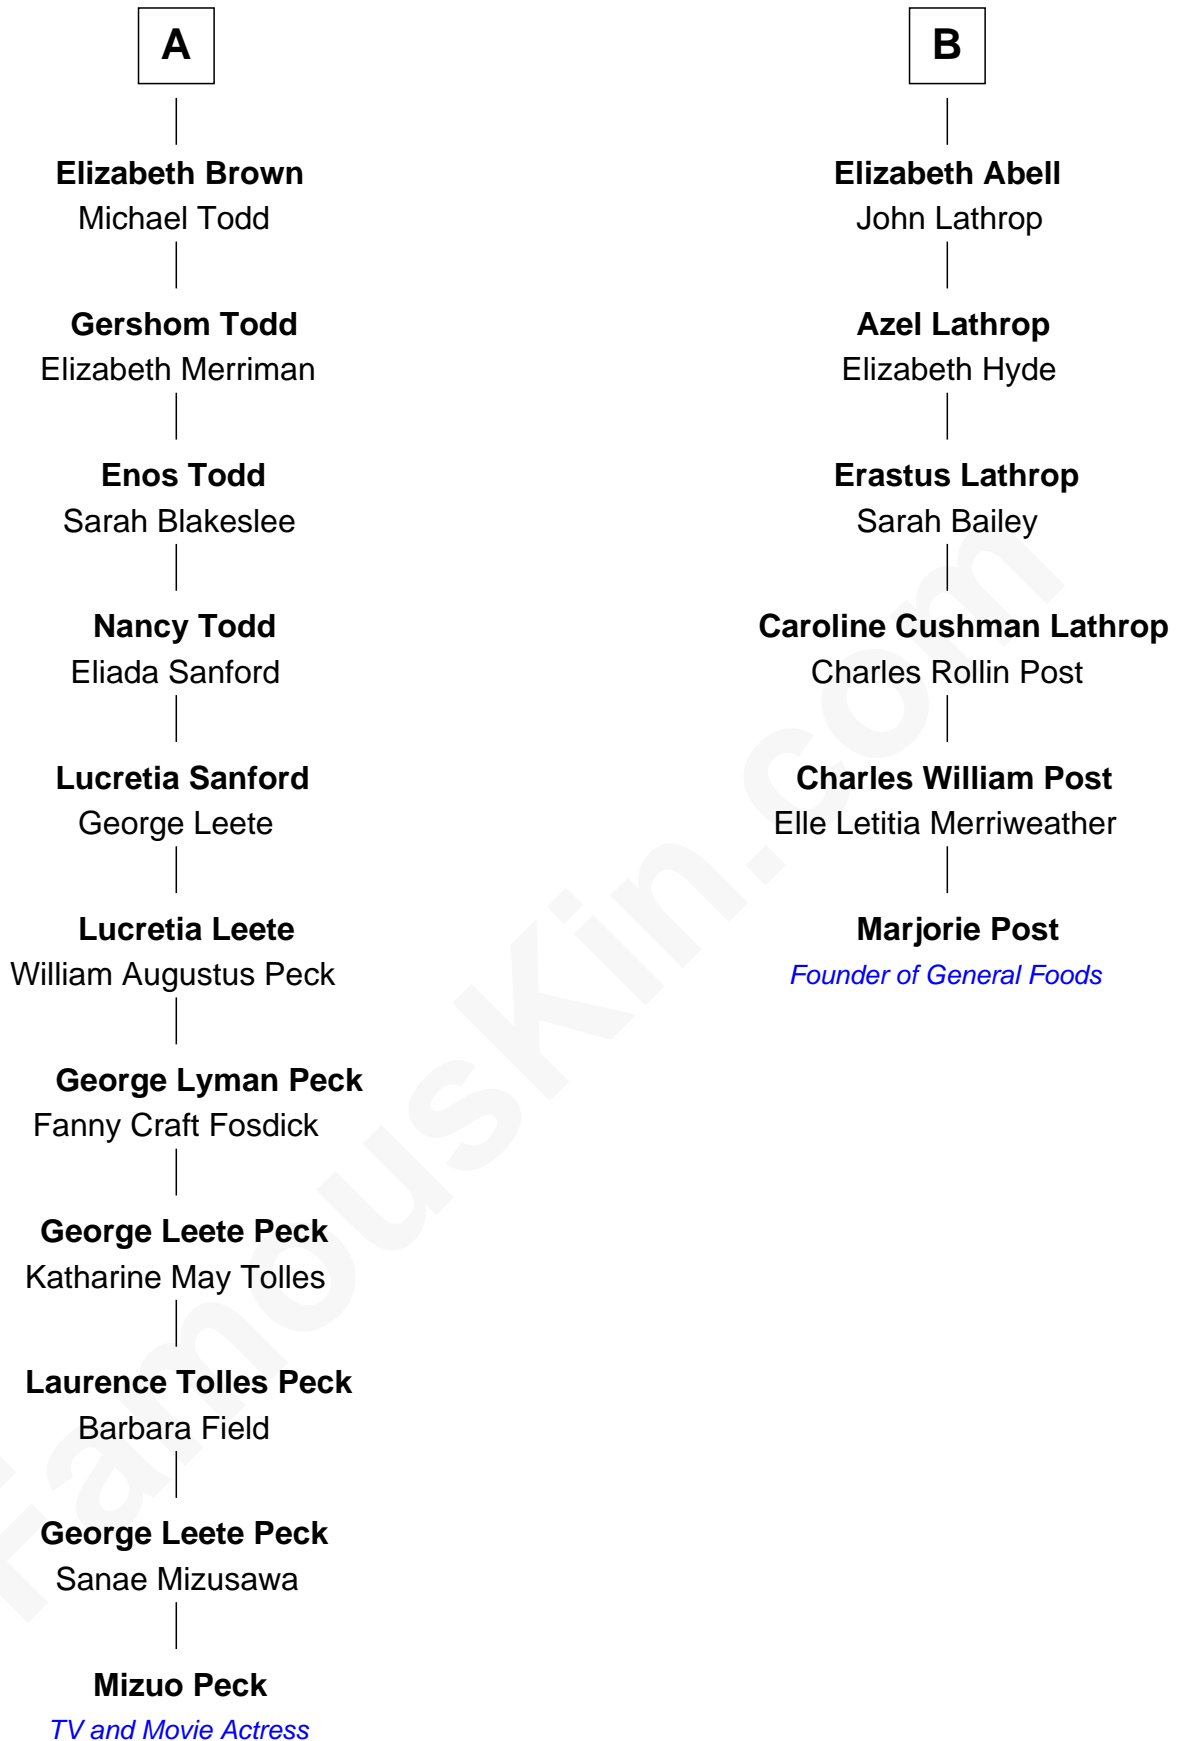 A
Elizabeth Brown
Michael Todd
Gershom Todd
Elizabeth Merriman
Enos Todd
Sarah Blakeslee
Nancy Todd
Eliada Sanford
Lucretia Sanford
George Leete
Lucretia Leete
William Augustus Peck
George Lyman Peck
Fanny Craft Fosdick
George Leete Peck
Katharine May Tolles
Laurence Tolles Peck
Barbara Field
George Leete Peck
Sanae Mizusawa
Mizuo Peck
TV and Movie Actress
B
Elizabeth Abell
John Lathrop
Azel Lathrop
Elizabeth Hyde
Erastus Lathrop
Sarah Bailey
Caroline Cushman Lathrop
Charles Rollin Post
Charles William Post
Elle Letitia Merriweather
Marjorie Post
Founder of General Foods
FamousKin.com